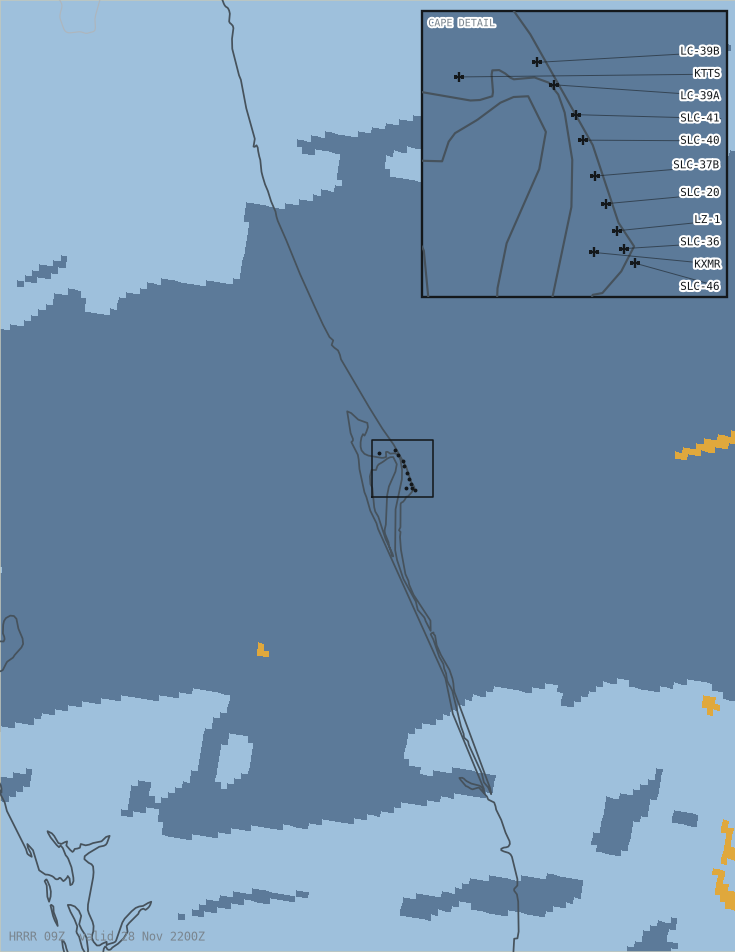 CAPE DETAIL
LC-39B
KTTS
LC-39A
SLC-41
SLC-40
SLC-37B
SLC-20
LZ-1
SLC-36
KXMR
SLC-46
HRRR 09Z  valid 28 Nov 2200Z